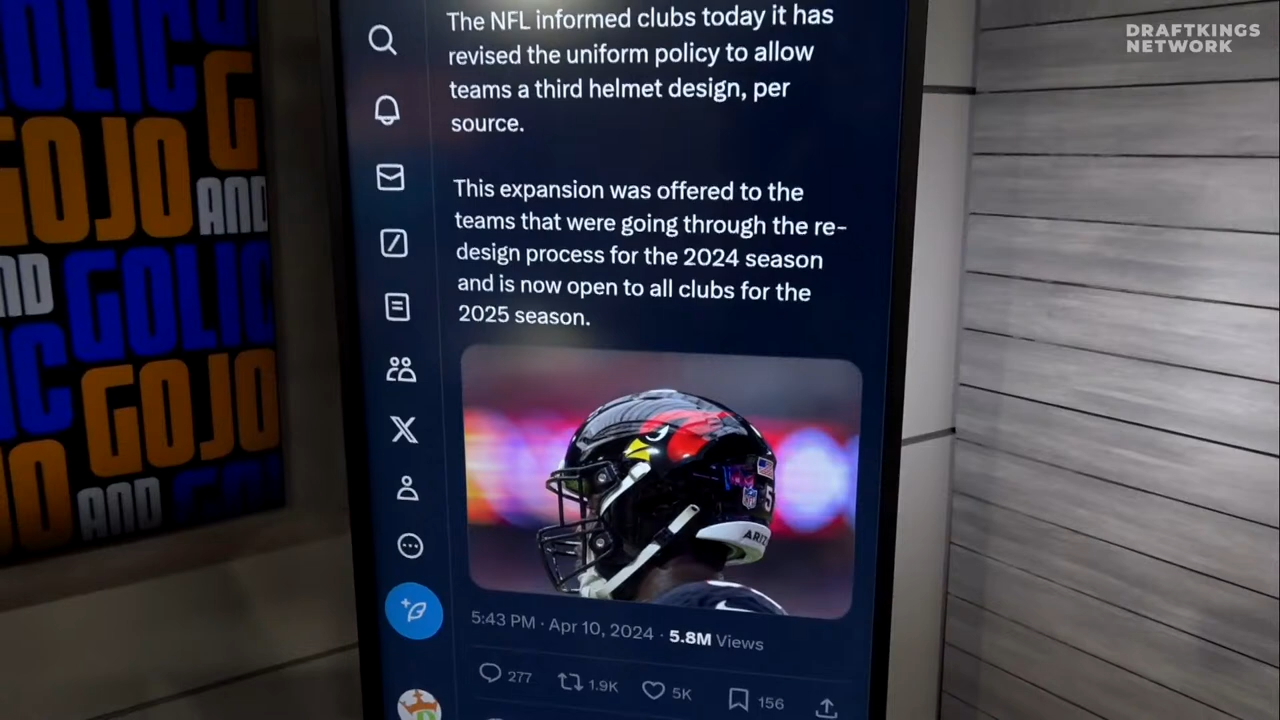 DRAFTKINGS
NETWORK
The NFL informed clubs today it has
revised the uniform policy to allow
teams a third helmet design, per
source.
This expansion was offered to the
teams that were going through the re-
design process for the 2024 season
and is now open to all clubs for the
2025 season.
5:43 PM · Apr 10, 2024 · 5.8M Views
277 1.9K 5K 156
GOLIC
GOJO
AND
GOLIC
GOJO
AND
ARIZ
5